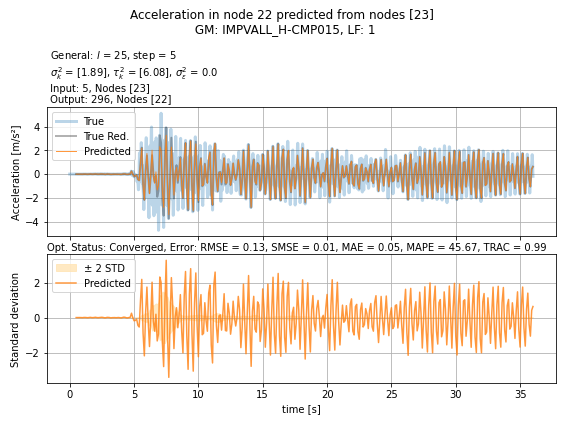 Acceleration in node 22 predicted from nodes [23]
GM: IMPVALL_H-CMP015, LF: 1
General: l = 25, step = 5
σ²ₖ = [1.89], τ²ₖ = [6.08], σ²ε = 0.0
Input: 5, Nodes [23]
Output: 296, Nodes [22]
Acceleration [m/s²]
4
2
0
−2
−4
True
True Red.
Predicted
Opt. Status: Converged, Error: RMSE = 0.13, SMSE = 0.01, MAE = 0.05, MAPE = 45.67, TRAC = 0.99
Standard deviation
2
0
−2
± 2 STD
Predicted
0 5 10 15 20 25 30 35
time [s]